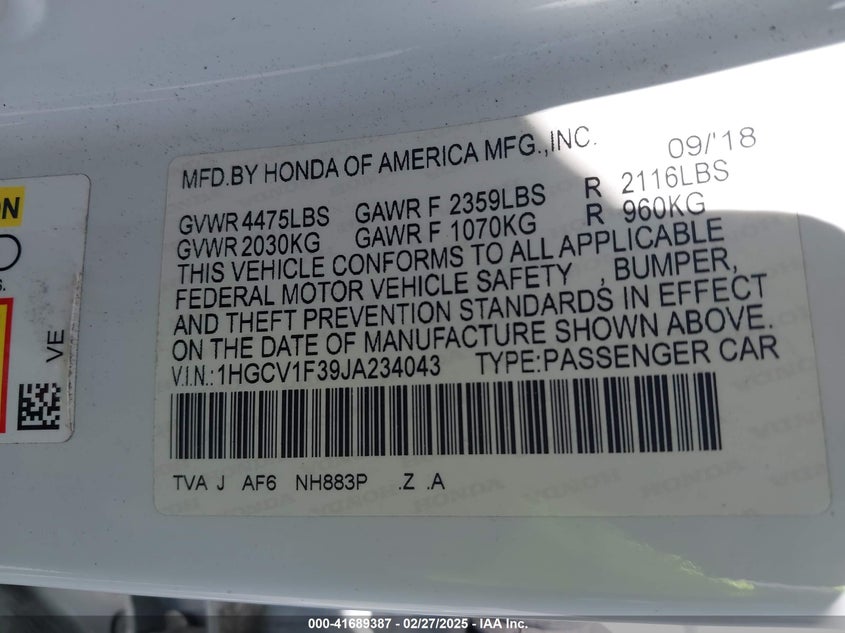 MFD.BY HONDA OF AMERICA MFG.,INC. 09/'18
GVWR 4475LBS GAWR F 2359LBS R 2116LBS
GVWR 2030KG GAWR F 1070KG R 960KG
THIS VEHICLE CONFORMS TO ALL APPLICABLE
FEDERAL MOTOR VEHICLE SAFETY , BUMPER,
AND THEFT PREVENTION STANDARDS IN EFFECT
ON THE DATE OF MANUFACTURE SHOWN ABOVE.
V.I.N.:1HGCV1F39JA234043 TYPE:PASSENGER CAR
TVA J AF6 NH883P .Z .A
VE
000-41689387 - 02/27/2025 - IAA Inc.